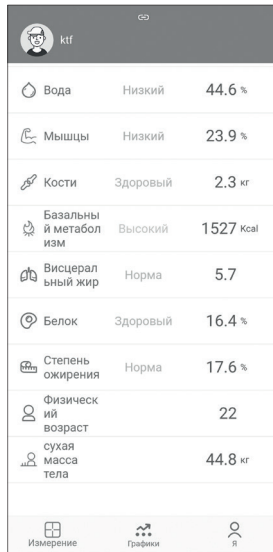 ktf
Вода Низкий 44.6 %
Мышцы Низкий 23.9 %
Кости Здоровый 2.3 кг
Базальны
й метабол
изм
Высокий 1527 Kcal
Висцерал
ьный жир
Норма 5.7
Белок Здоровый 16.4 %
Степень
ожирения
Норма 17.6 %
Физическ
ий
возраст
22
сухая
масса
тела
44.8 кг
Измерение Графики Я